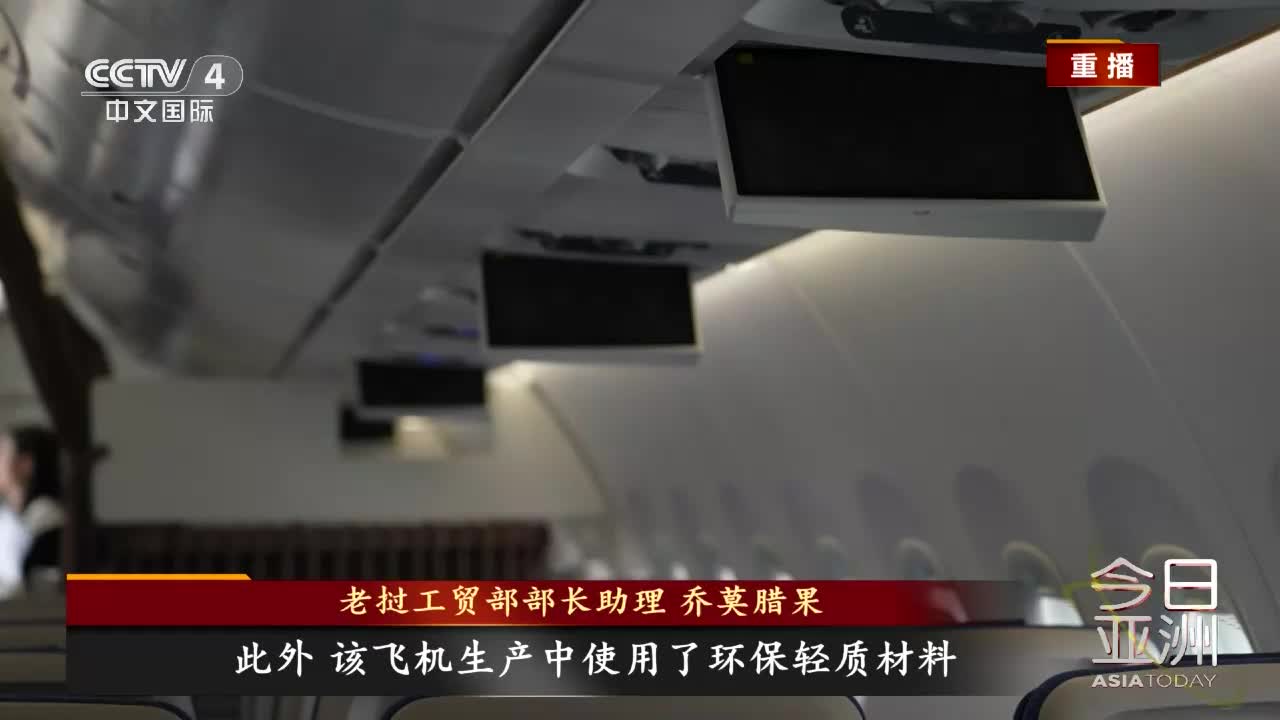 CCTV 4
中文国际
重播
老挝工贸部部长助理 乔莫腊果
此外 该飞机生产中使用了环保轻质材料
今日
亚洲
ASIA TODAY